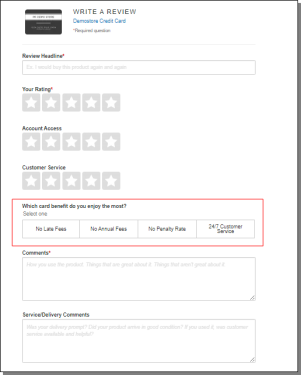 WRITE A REVIEW
Demostore Credit Card
*Required question
Review Headline*
Ex. I would buy this product again and again.
Your Rating*
Account Access
Customer Service
Which card benefit do you enjoy the most?
Select one
No Late Fees
No Annual Fees
No Penalty Rate
24/7 Customer Service
Comments*
How you use the product. Things that are great about it. Things that aren't great about it
Service/Delivery Comments
Was your delivery prompt? Did your product arrive in good condition? If you used it, was customer service available and helpful?